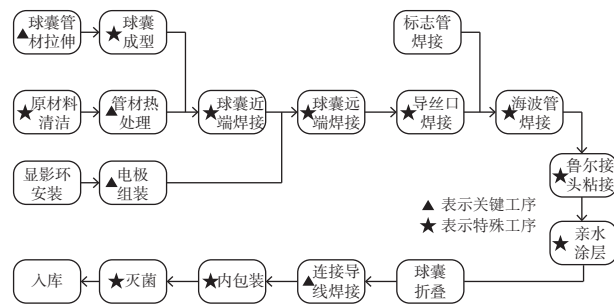 ▲球囊管
材拉伸
★球囊
成型
标志管
焊接
★原材料
清洁
▲管材热
处理
★球囊近
端焊接
★球囊远
端焊接
★导丝口
焊接
★海波管
焊接
显影环
安装
▲电极
组装
★鲁尔接
头粘接
▲ 表示关键工序
★ 表示特殊工序
★亲水
涂层
入库
★灭菌
★内包装
▲连接导
线焊接
球囊
折叠